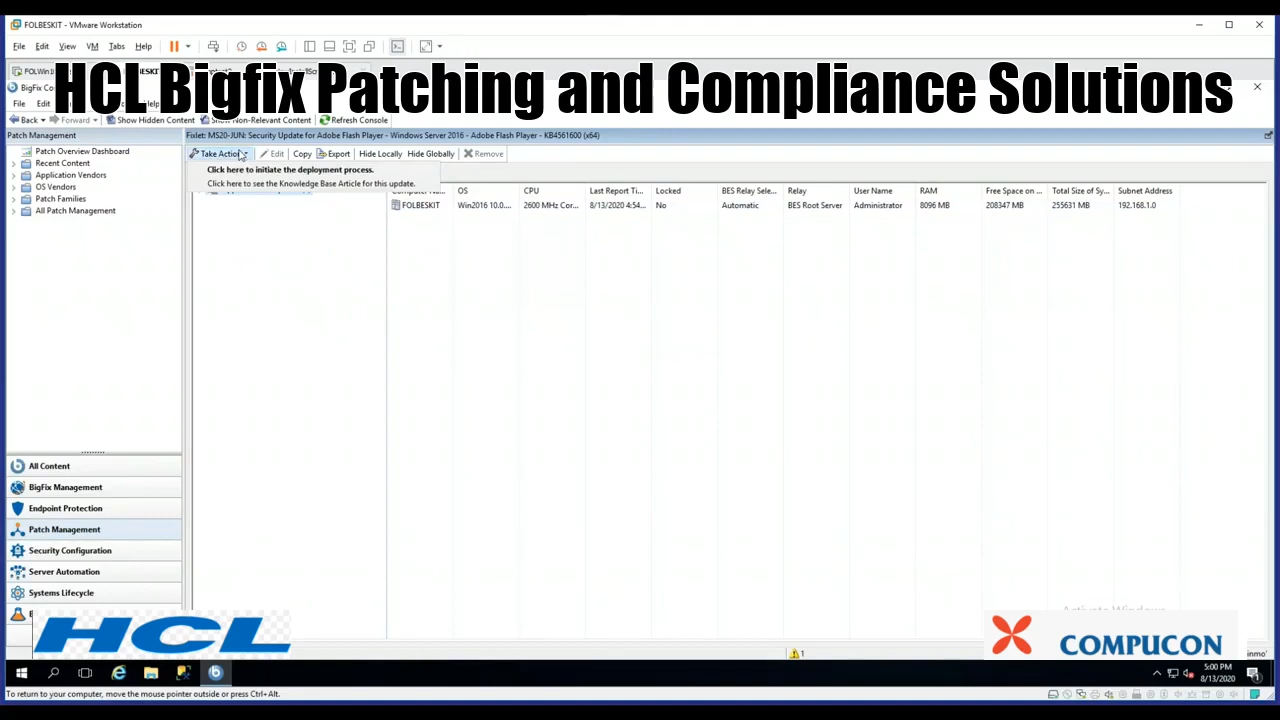 FOLBESKIT - VMware Workstation
File Edit View VM Tabs Help
HCL Bigfix Patching and Compliance Solutions
File Edit
Back Forward Show Hidden Content Show Non-Relevant Content Refresh Console
Patch Management
Fixlet: MS20-JUN: Security Update for Adobe Flash Player - Windows Server 2016 - Adobe Flash Player - KB4561600 (x64)
Patch Overview Dashboard
Recent Content
Application Vendors
OS Vendors
Patch Families
All Patch Management
Take Action Edit Copy Export Hide Locally Hide Globally Remove
Click here to initiate the deployment process.
Click here to see the Knowledge Base Article for this update.
OS CPU Last Report Ti... Locked BES Relay Sele... Relay User Name RAM Free Space on ... Total Size of Sy... Subnet Address
FOLBESKIT Win2016 10.0.... 2600 MHz Cor... 8/13/2020 4:54... No Automatic BES Root Server Administrator 8096 MB 208347 MB 255631 MB 192.168.1.0
All Content
BigFix Management
Endpoint Protection
Patch Management
Security Configuration
Server Automation
Systems Lifecycle
HCL
COMPUCON
1
inmo'
5:00 PM
8/13/2020
To return to your computer, move the mouse pointer outside or press Ctrl+Alt.